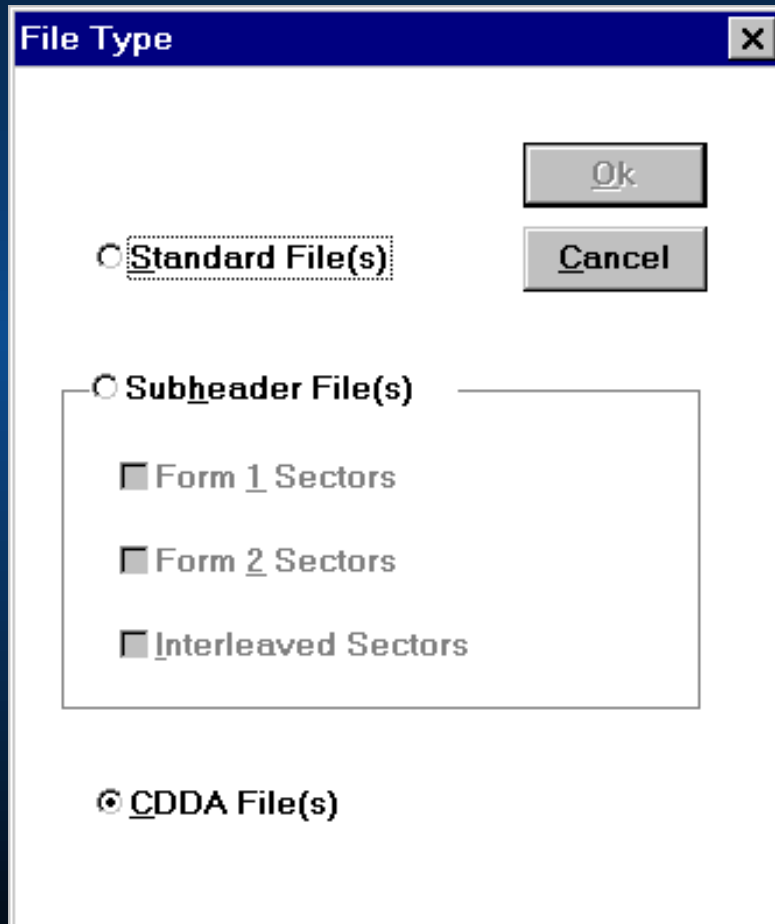 File Type
Ok
Standard File(s)
Cancel
Subheader File(s)
Form 1 Sectors
Form 2 Sectors
Interleaved Sectors
CDDA File(s)